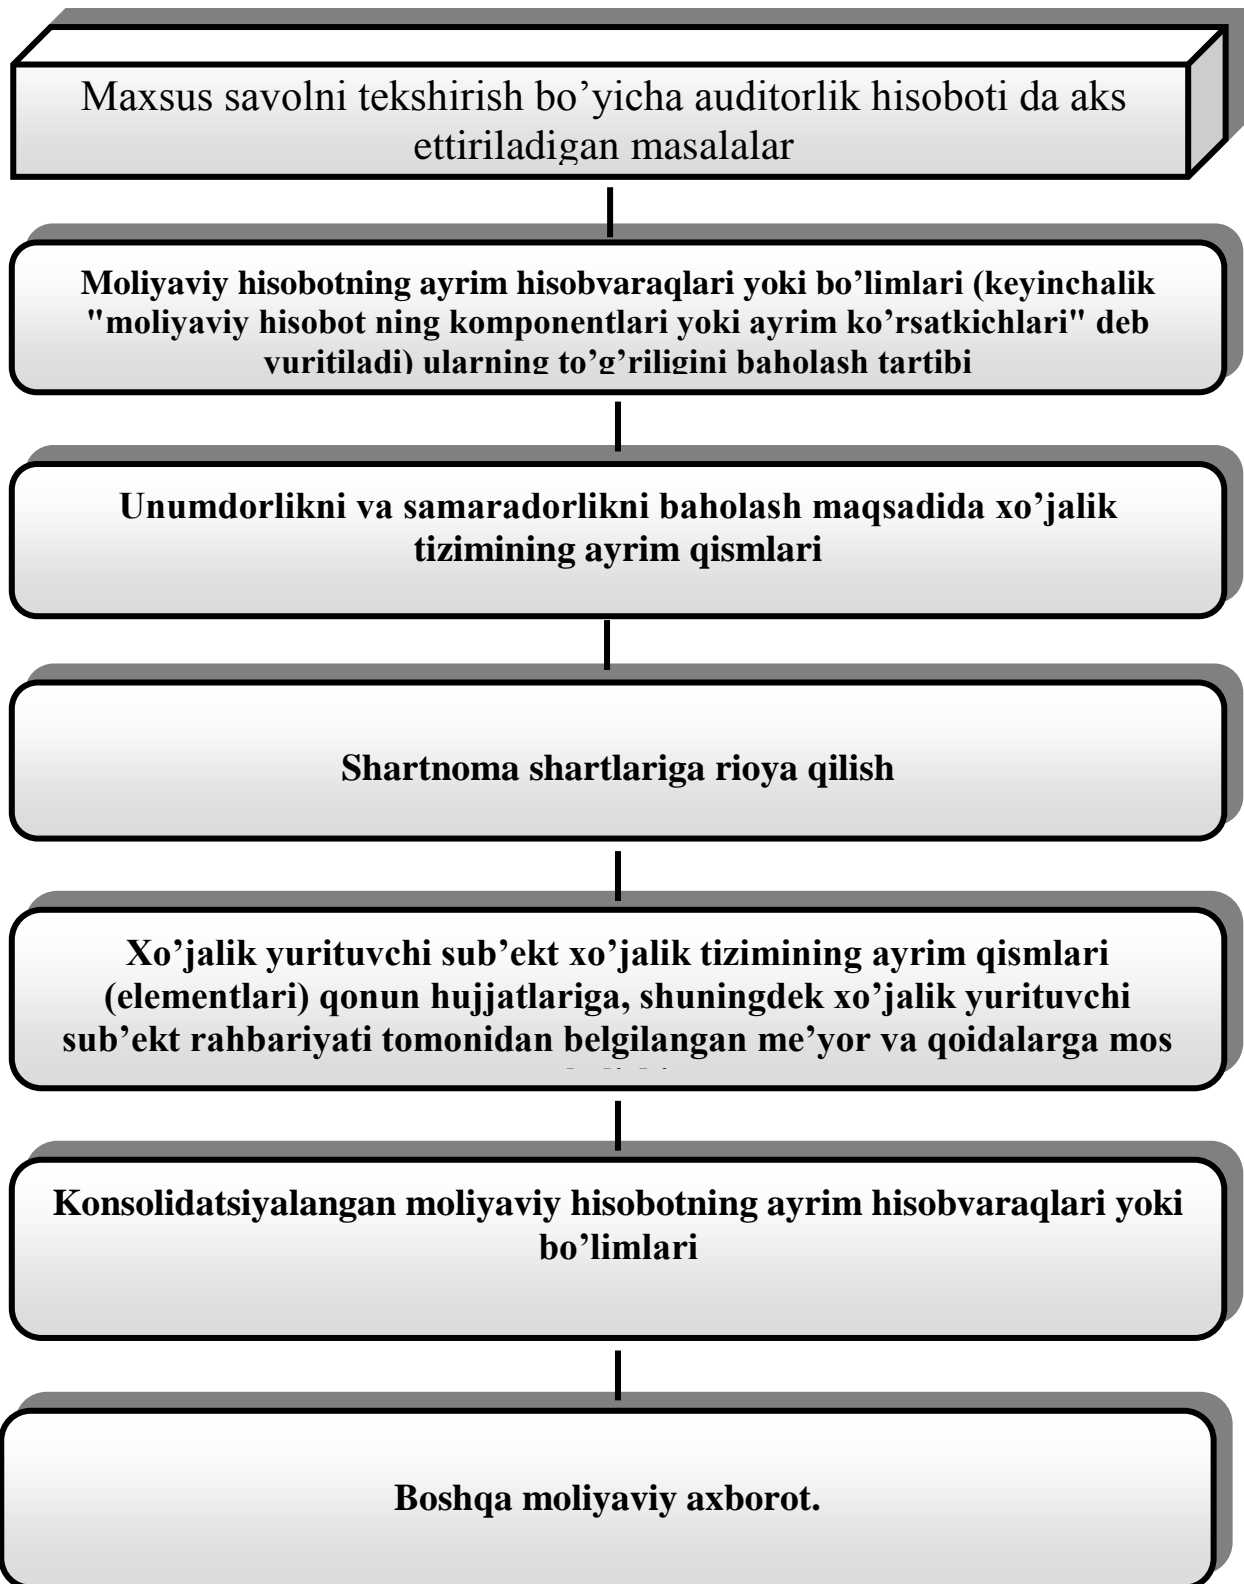 Maxsus savolni tekshirish bo’yicha auditorlik hisoboti da aks
ettiriladigan masalalar
Moliyaviy hisobotning ayrim hisobvaraqlari yoki bo’limlari (keyinchalik
"moliyaviy hisobot ning komponentlari yoki ayrim ko’rsatkichlari" deb
yuritiladi) ularning to’g’riligini baholash tartibi
Unumdorlikni va samaradorlikni baholash maqsadida xo’jalik
tizimining ayrim qismlari
Shartnoma shartlariga rioya qilish
Xo’jalik yurituvchi sub’ekt xo’jalik tizimining ayrim qismlari
(elementlari) qonun hujjatlariga, shuningdek xo’jalik yurituvchi
sub’ekt rahbariyati tomonidan belgilangan me’yor va qoidalarga mos
Konsolidatsiyalangan moliyaviy hisobotning ayrim hisobvaraqlari yoki
bo’limlari
Boshqa moliyaviy axborot.